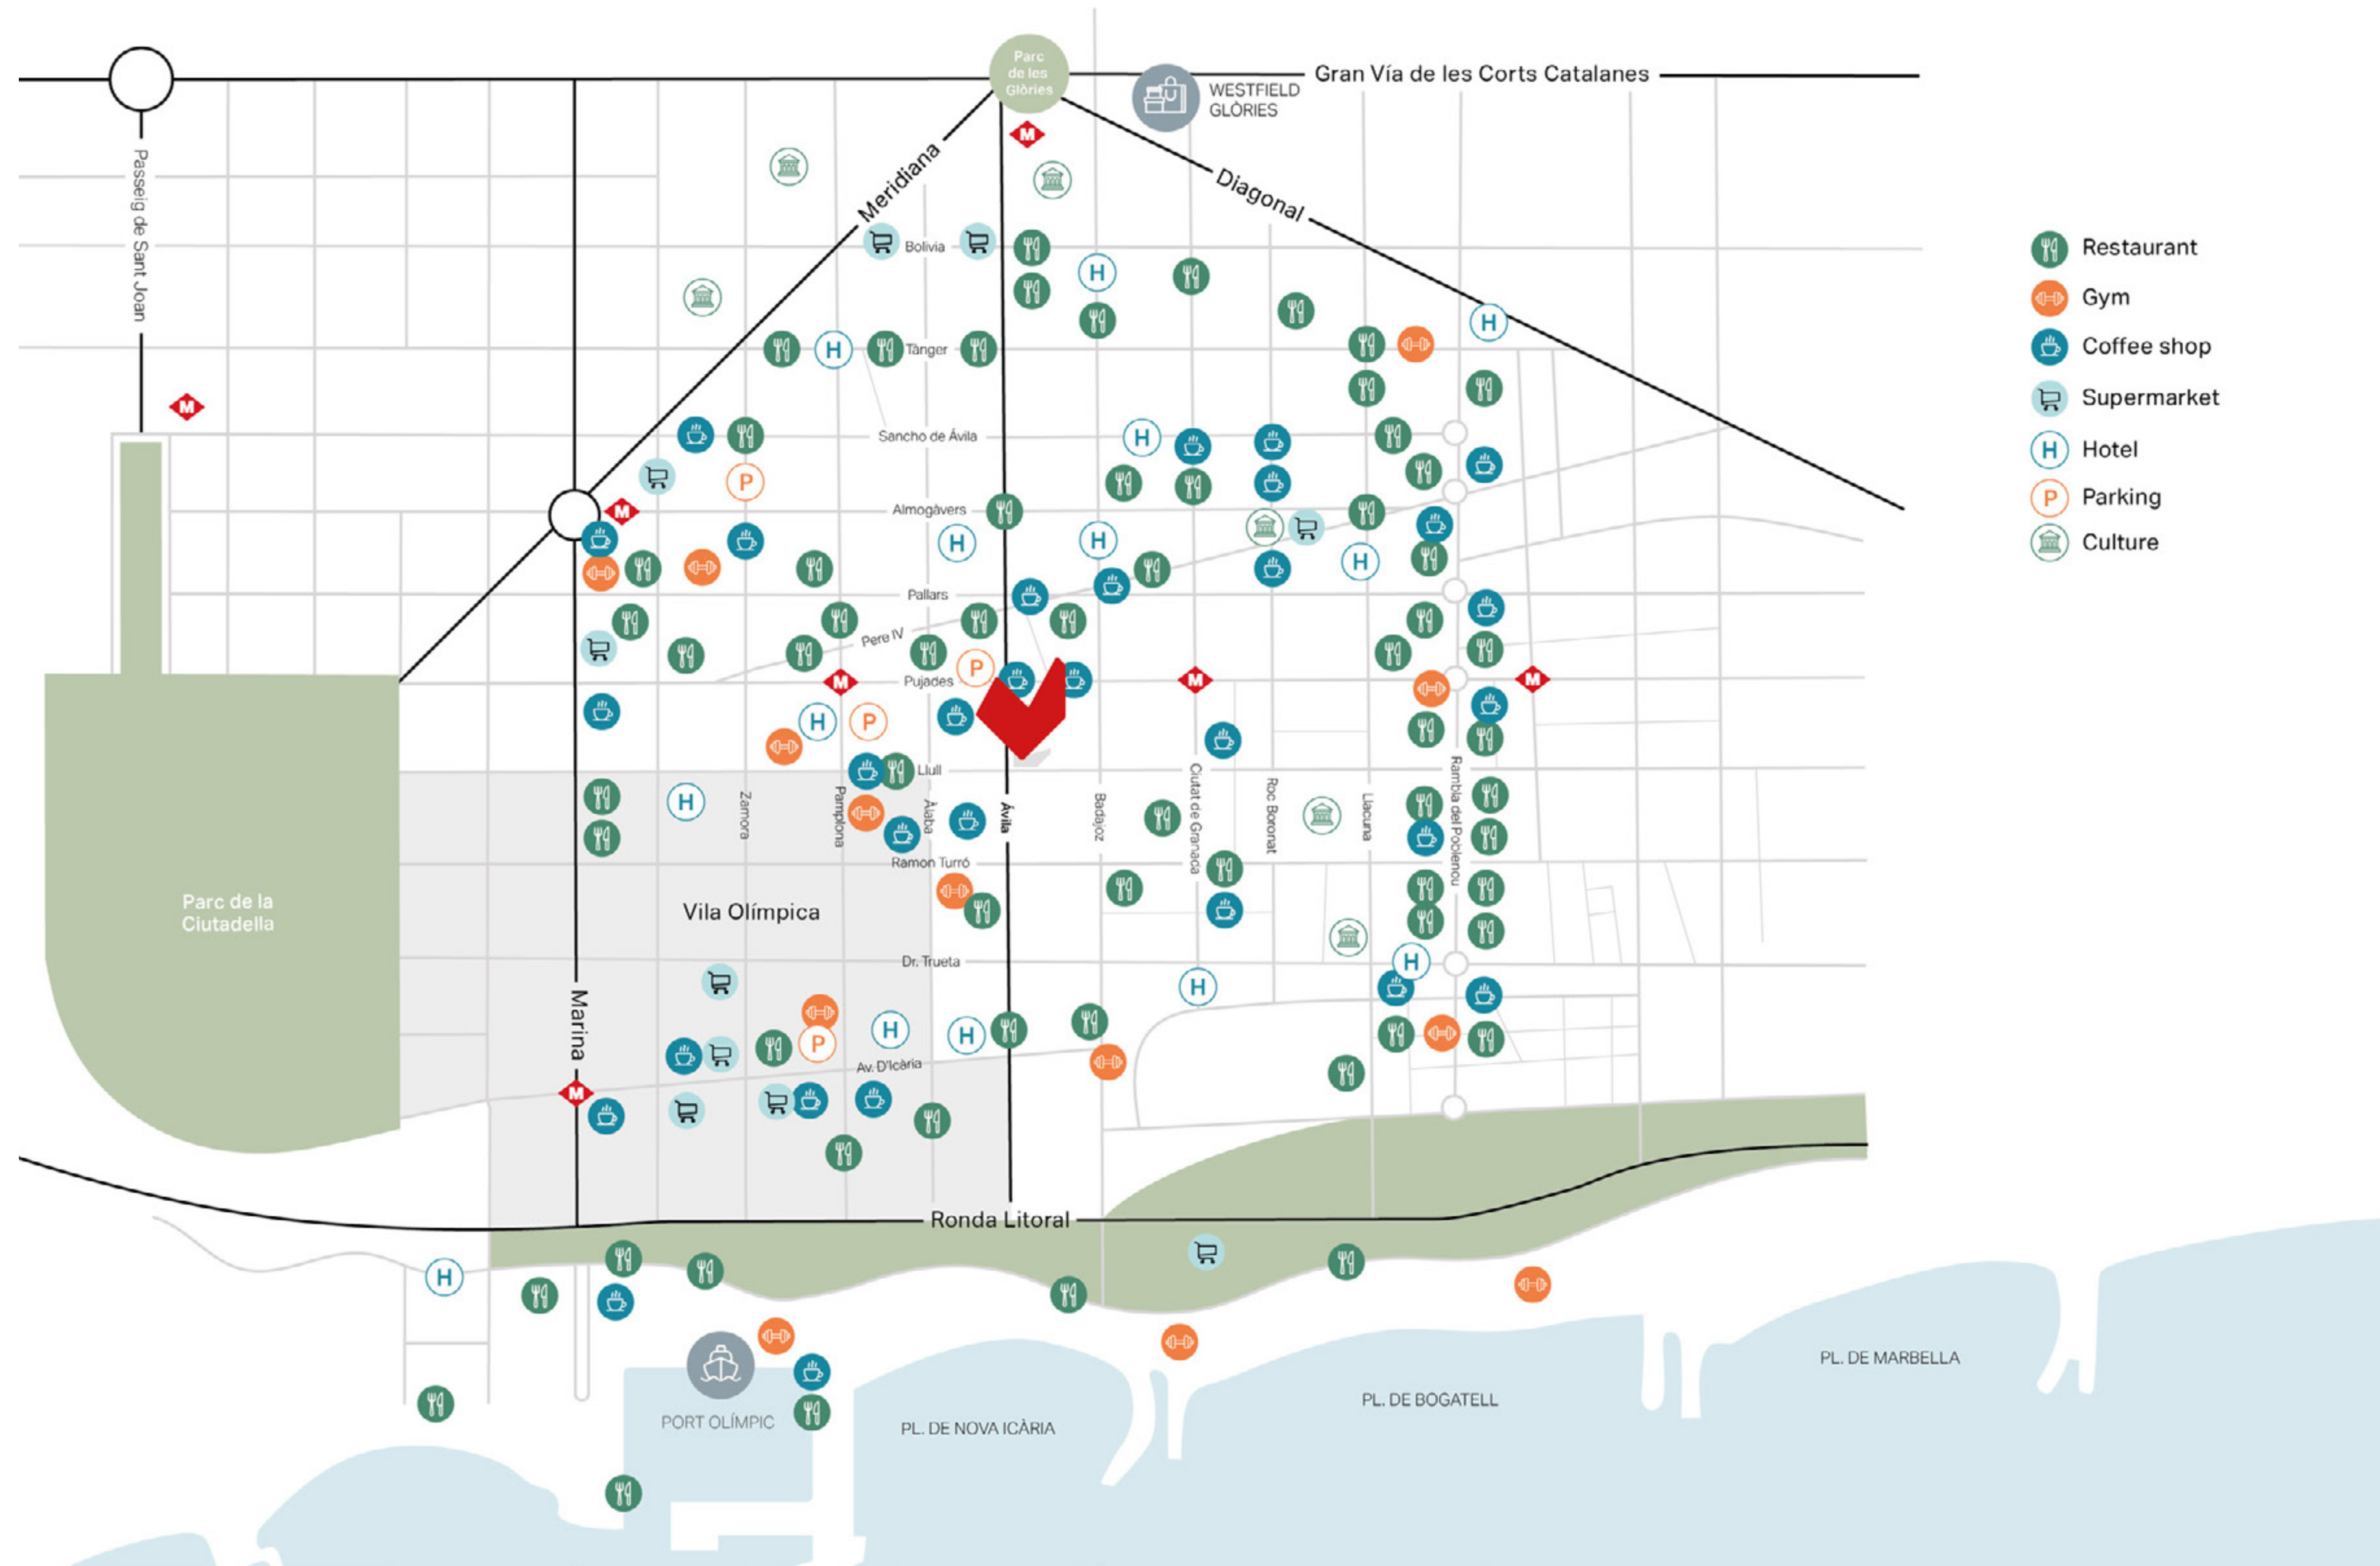 Parc
de les
Glòries
Gran Vía de les Corts Catalanes
WESTFIELD
GLÒRIES
M
Passeig de Sant Joan
Meridiana
Diagonal
Bolivia
H
Restaurant
Gym
Coffee shop
Supermarket
H Hotel
P Parking
Culture
H
H
Tànger
M
Sancho de Ávila
H
P
M
Almogàvers
H
H
H
Pallars
Pere IV
P
M
Pujades
M
M
H
P
Llull
H
Zamora
Pamplona
Àlaba
Ávila
Badajoz
Ciutat de Granada
Roc Boronat
Llacuna
Rambla del Poblenou
Ramon Turró
Parc de la
Ciutadella
Vila Olímpica
Dr. Trueta
H
H
Marina
H
H
P
Av. D'Icària
M
Ronda Litoral
H
PORT OLÍMPIC
PL. DE NOVA ICÀRIA
PL. DE BOGATELL
PL. DE MARBELLA